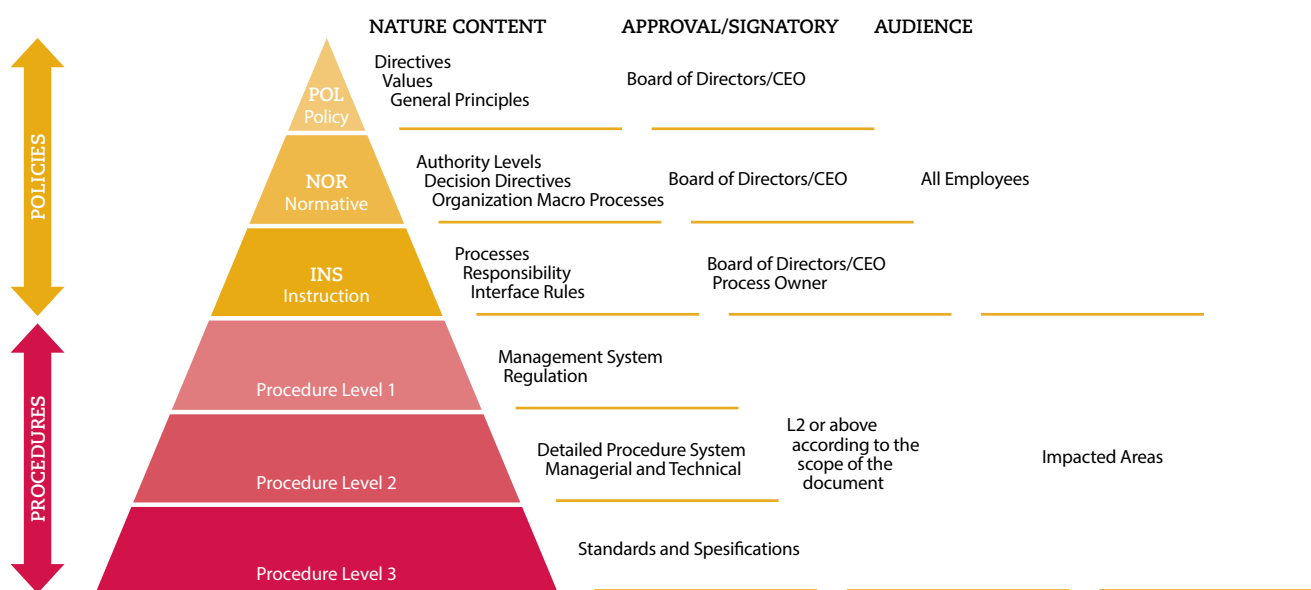 NATURE CONTENT
APPROVAL/SIGNATORY
AUDIENCE
POLICIES
POL
Policy
Directives
Values
General Principles
Board of Directors/CEO
NOR
Normative
Authority Levels
Decision Directives
Organization Macro Processes
Board of Directors/CEO
All Employees
INS
Instruction
Processes
Responsibility
Interface Rules
Board of Directors/CEO
Process Owner
PROCEDURES
Procedure Level 1
Management System
Regulation
Procedure Level 2
Detailed Procedure System
Managerial and Technical
L2 or above
according to the
scope of the
document
Impacted Areas
Procedure Level 3
Standards and Spesifications